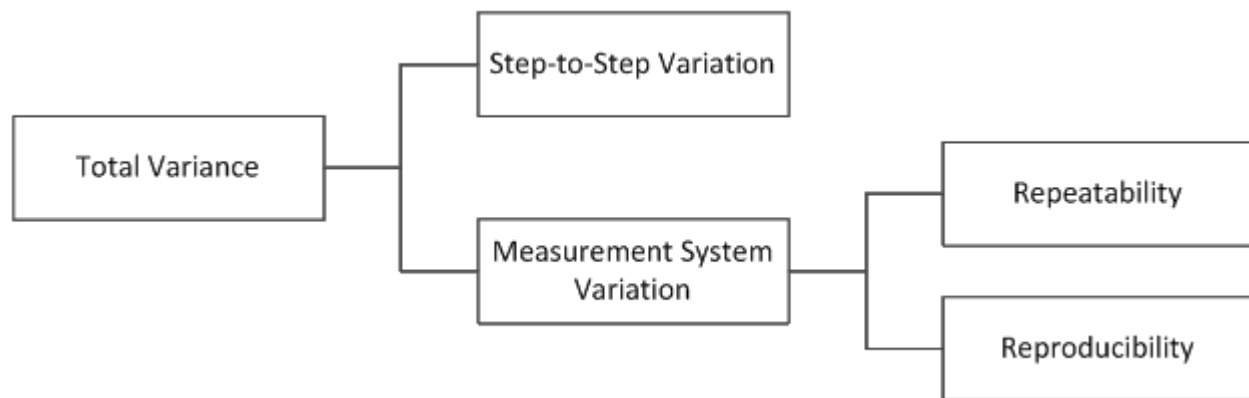 Step-to-Step Variation
Total Variance
Measurement System
Variation
Repeatability
Reproducibility